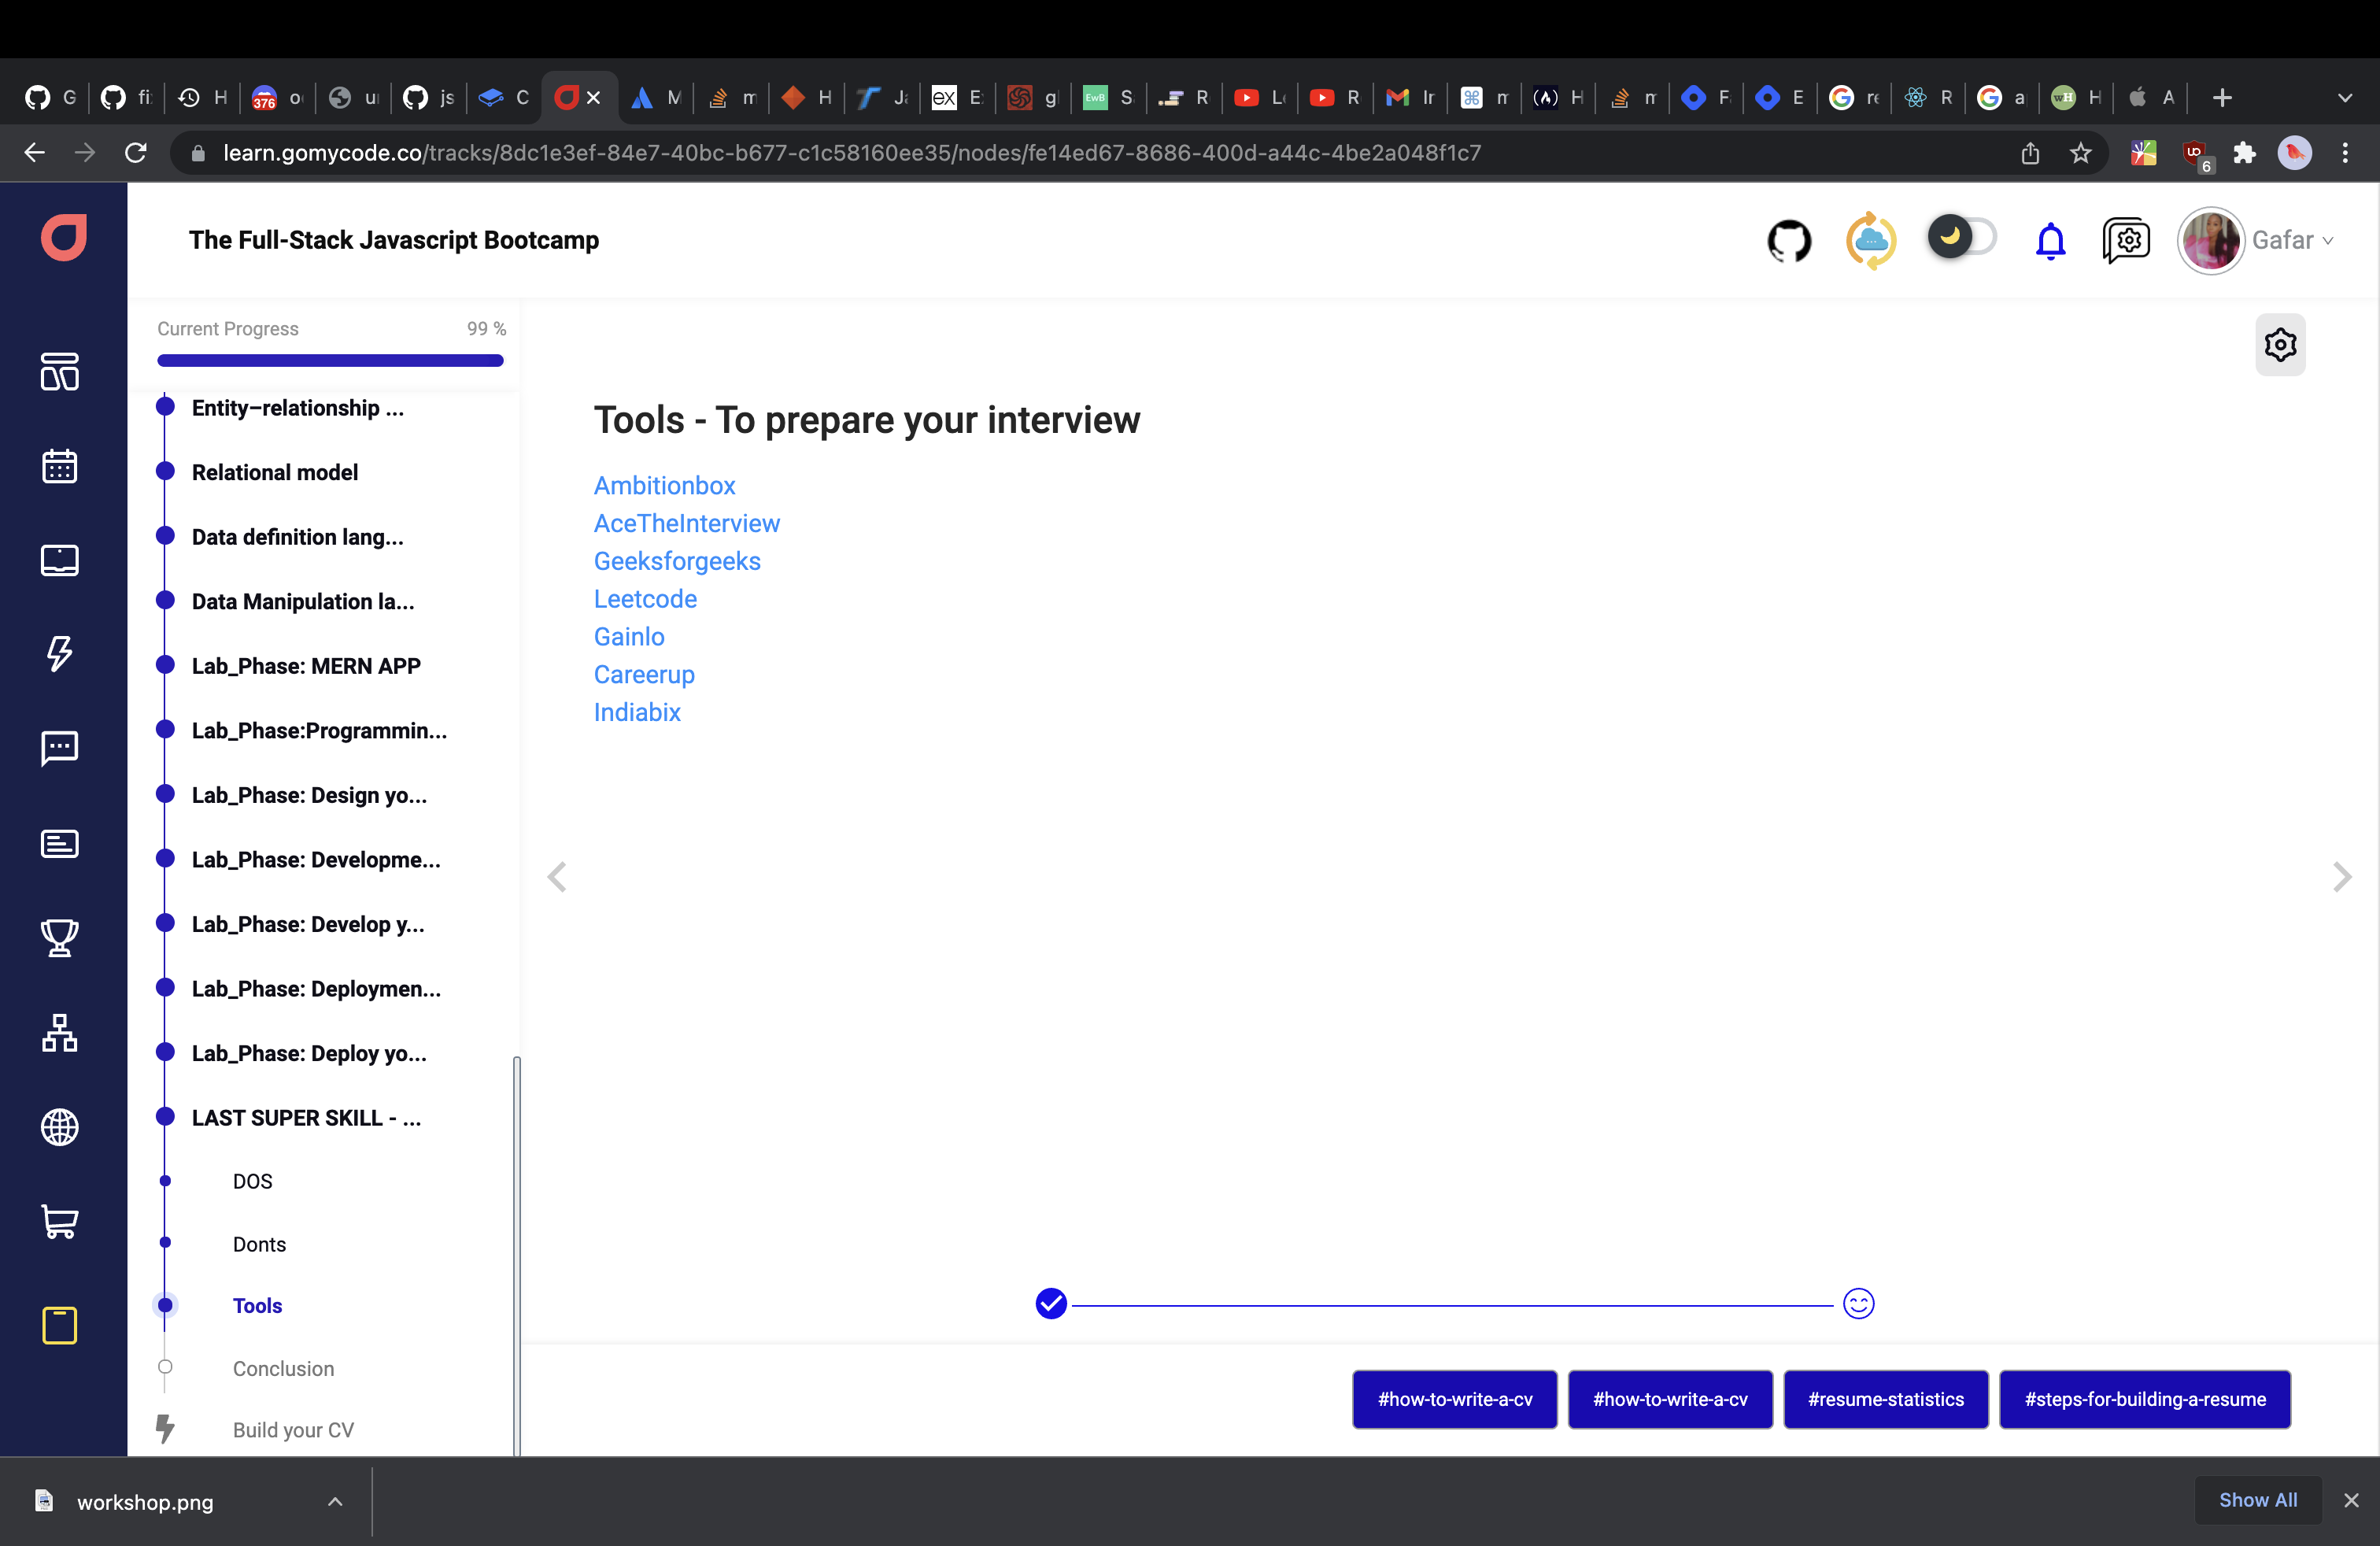 G
fi
H
376
o
u
js
C
M
m
H
Ja
ex
E
g
EwB
S
R
L
R
Ir
m
H
m
F
E
re
R
a
wH
H
A
learn.gomycode.co/tracks/8dc1e3ef-84e7-40bc-b677-c1c58160ee35/nodes/fe14ed67-8686-400d-a44c-4be2a048f1c7
6
The Full-Stack Javascript Bootcamp
Gafar
Current Progress 99 %
Entity–relationship ...
Relational model
Data definition lang...
Data Manipulation la...
Lab_Phase: MERN APP
Lab_Phase:Programmin...
Lab_Phase: Design yo...
Lab_Phase: Developme...
Lab_Phase: Develop y...
Lab_Phase: Deploymen...
Lab_Phase: Deploy yo...
LAST SUPER SKILL - ...
DOS
Donts
Tools
Conclusion
Build your CV
Tools - To prepare your interview
Ambitionbox
AceTheInterview
Geeksforgeeks
Leetcode
Gainlo
Careerup
Indiabix
#how-to-write-a-cv
#how-to-write-a-cv
#resume-statistics
#steps-for-building-a-resume
workshop.png
Show All